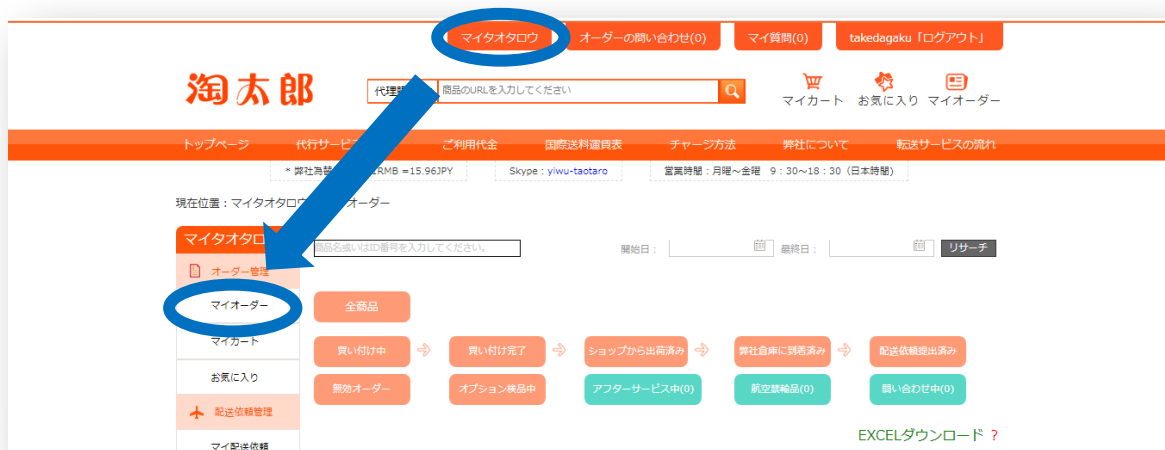 マイタオタロウ オーダーの問い合わせ(0) マイ質問(0) takedagaku「ログアウト」
淘太郎 代理購 商品のURLを入力してください
マイカート お気に入り マイオーダー
トップページ 代行サービス ご利用代金 国際送料運賃表 チャージ方法 弊社について 転送サービスの流れ
* 弊社為替 1RMB =15.96JPY Skype : yiwu-taotaro 営業時間 : 月曜~金曜 9:30~18:30 (日本時間)
現在位置:マイタオタロウ オーダー
マイタオタロ
商品名或いはID番号を入力してください。 開始日: 最終日: リサーチ
オーダー管理
マイオーダー 全商品
マイカート
買い付け中 買い付け完了 ショップから出荷済み 弊社倉庫に到着済み 配送依頼提出済み
お気に入り
無効オーダー オプション検品中 アフターサービス中(0) 航空禁輸品(0) 問い合わせ中(0)
配送依頼管理
EXCELダウンロード ?
マイ配送依頼